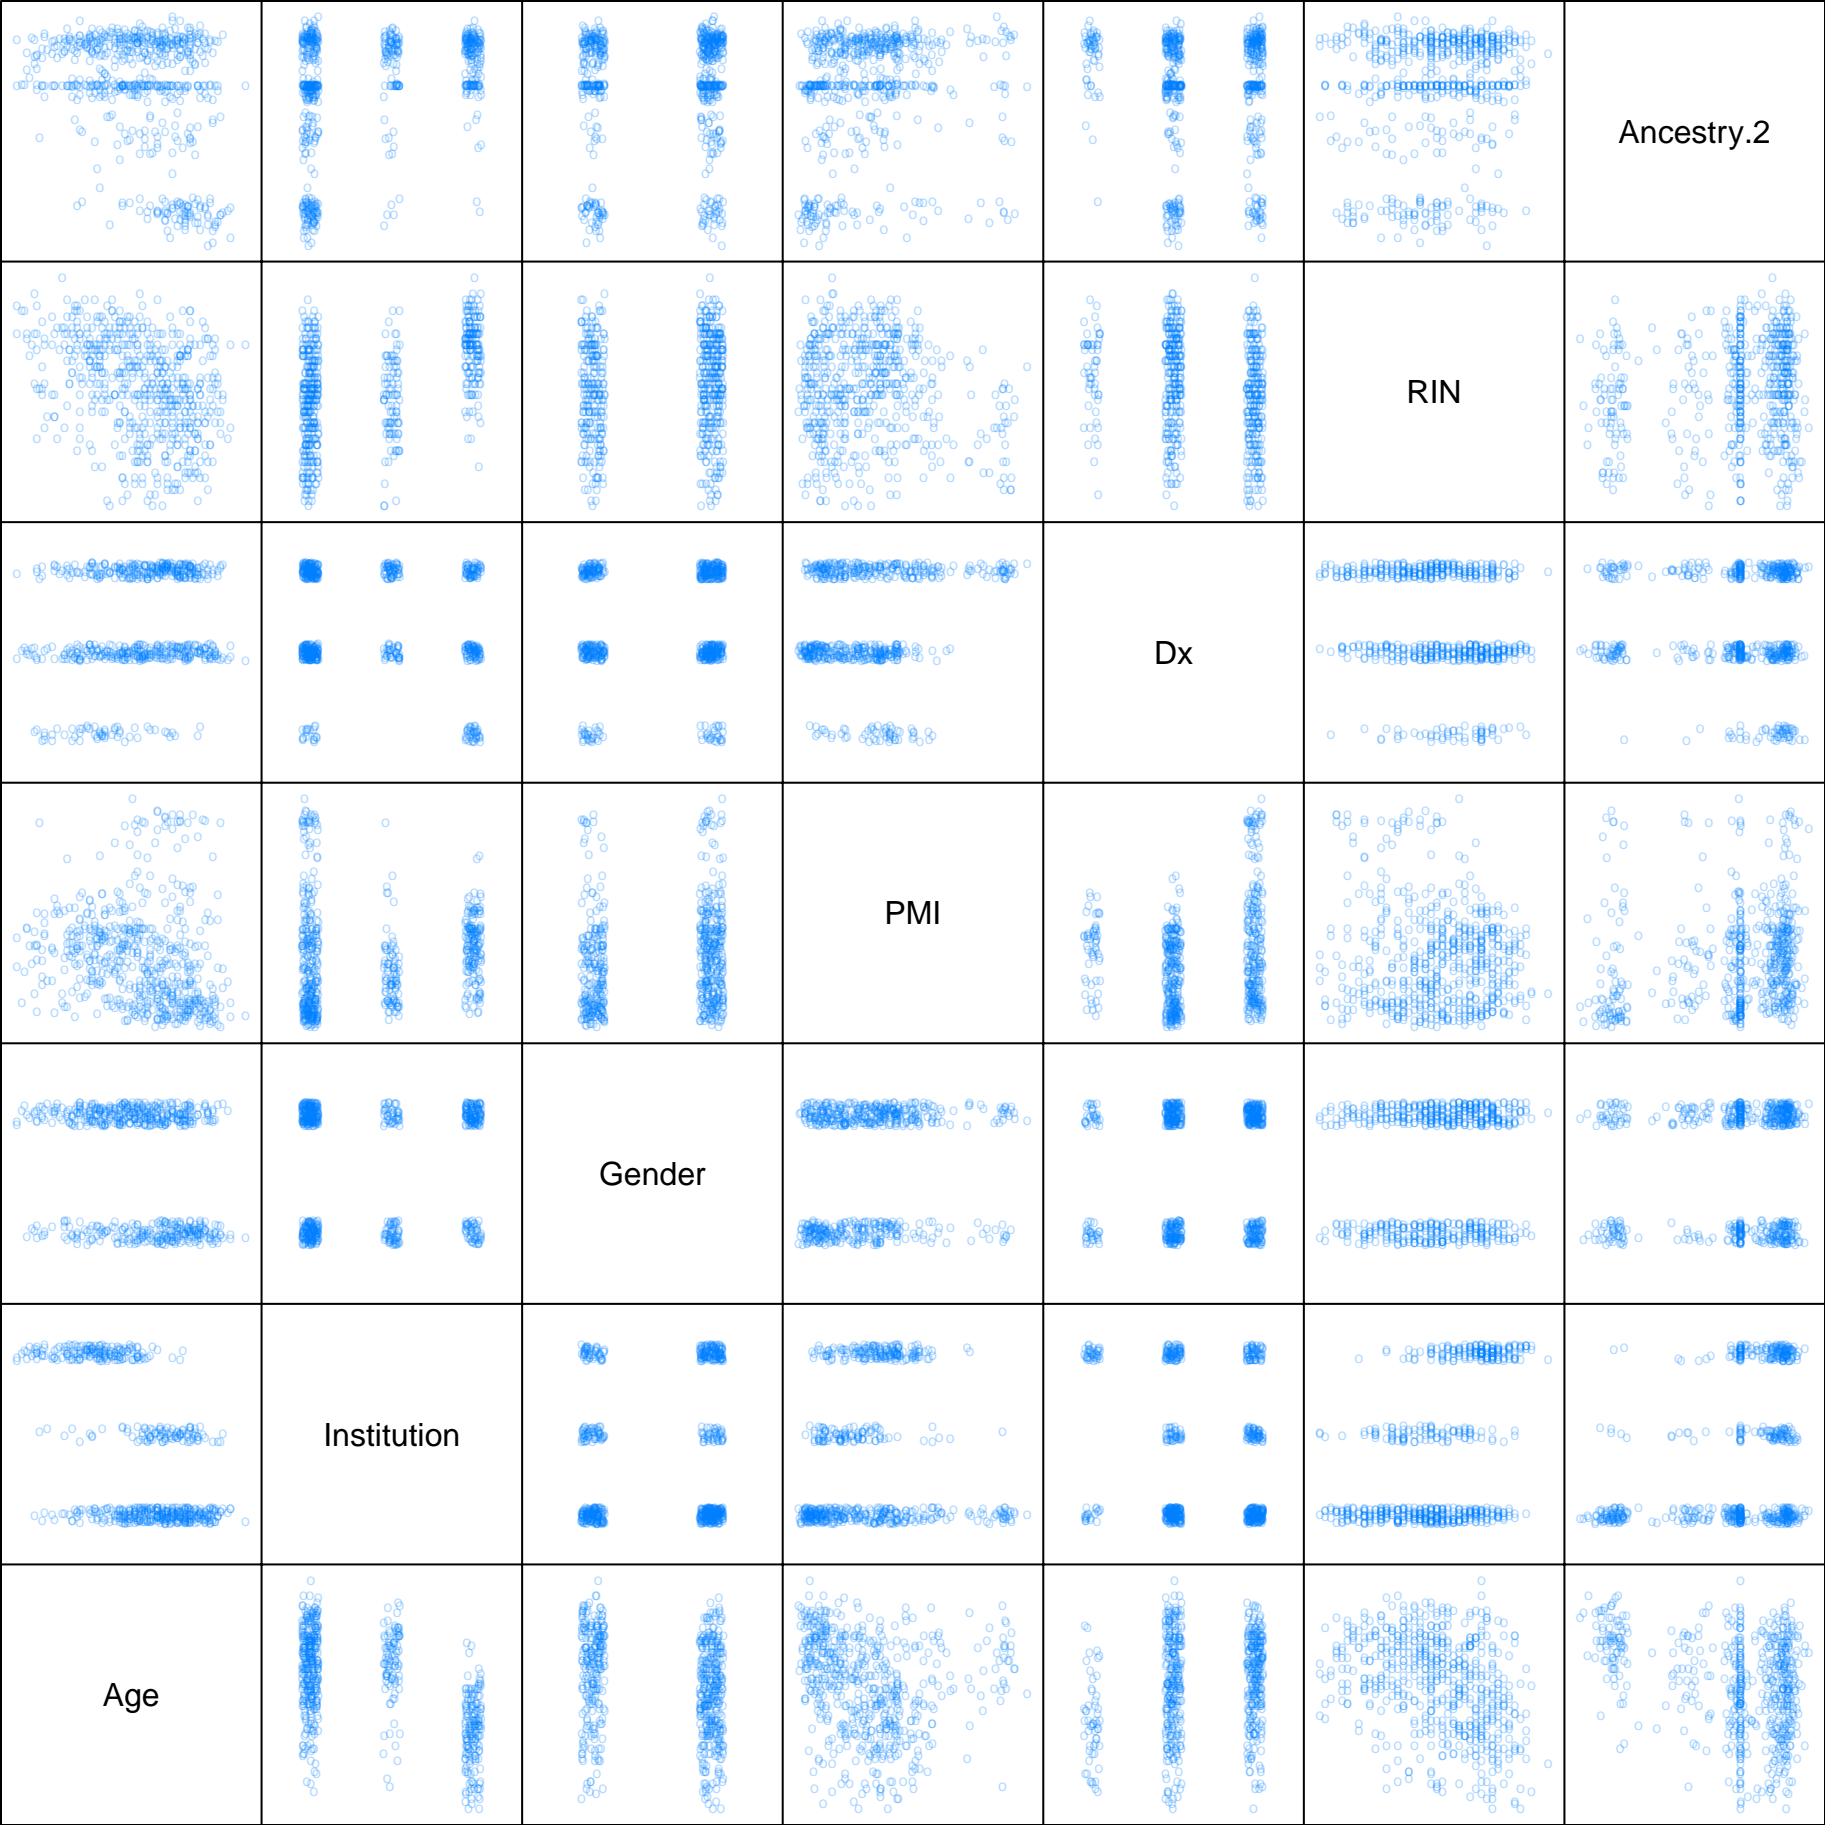 Ancestry.2
RIN
Dx
PMI
Gender
Institution
Age